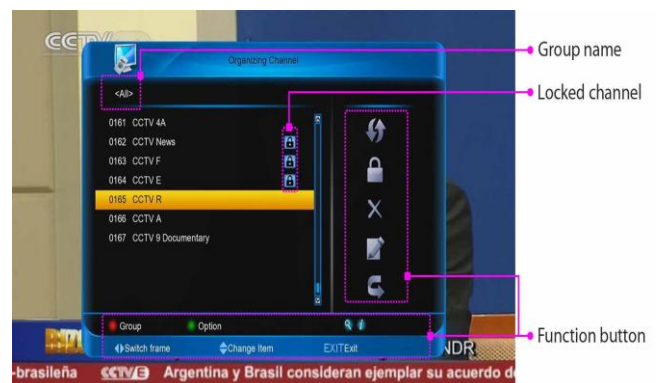 CCTV
Organizing Channel
Group name
Locked channel
<All>
0161 CCTV 4A
0162 CCTV News
0163 CCTV F
0164 CCTV E
0165 CCTV R
0166 CCTV A
0167 CCTV 9 Documentary
Group Option
Function button
Switch frame Change Item EXIT Exit
NDR
-brasileña CCTV E Argentina y Brasil consideran ejemplar su acuerdo d